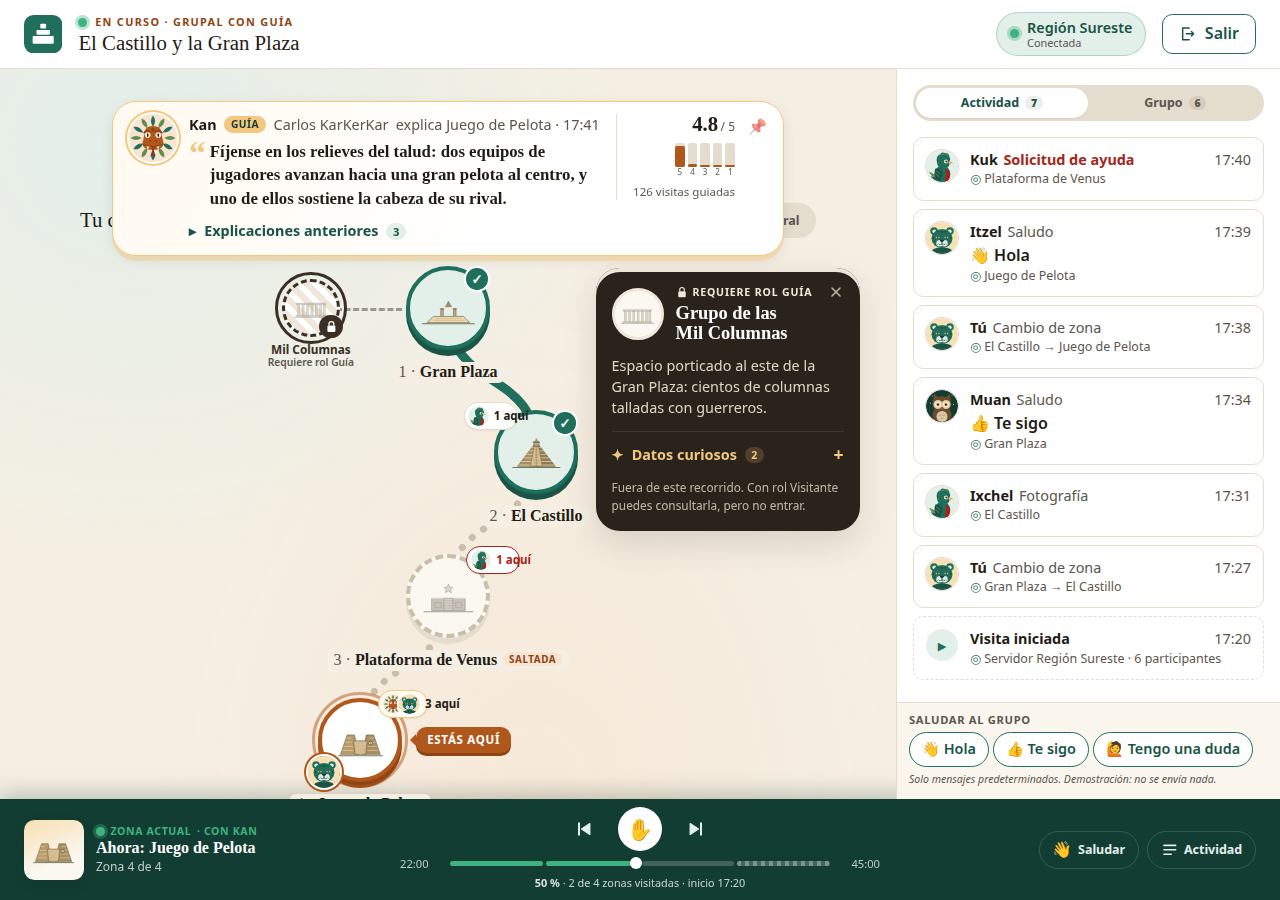 EN CURSO · GRUPAL CON GUÍA
El Castillo y la Gran Plaza
Región Sureste
Conectada
Salir
Kan GUÍA Carlos KarKerKar explica Juego de Pelota · 17:41
“ Fíjense en los relieves del talud: dos equipos de
jugadores avanzan hacia una gran pelota al centro, y
uno de ellos sostiene la cabeza de su rival.
▸ Explicaciones anteriores 3
4.8 / 5
5 4 3 2 1
126 visitas guiadas
Tu
Mil Columnas
Requiere rol Guía
1 · Gran Plaza
1 aquí
2 · El Castillo
1 aquí
3 · Plataforma de Venus SALTADA
3 aquí
ESTÁS AQUÍ
REQUIERE ROL GUÍA
Grupo de las
Mil Columnas
Espacio porticado al este de la
Gran Plaza: cientos de columnas
talladas con guerreros.
Datos curiosos 2 +
Fuera de este recorrido. Con rol Visitante
puedes consultarla, pero no entrar.
Actividad 7
Grupo 6
Kuk Solicitud de ayuda 17:40
Plataforma de Venus
Itzel Saludo 17:39
👋 Hola
Juego de Pelota
Tú Cambio de zona 17:38
El Castillo → Juego de Pelota
Muan Saludo 17:34
👍 Te sigo
Gran Plaza
Ixchel Fotografía 17:31
El Castillo
Tú Cambio de zona 17:27
Gran Plaza → El Castillo
Visita iniciada 17:20
Servidor Región Sureste · 6 participantes
SALUDAR AL GRUPO
👋 Hola
👍 Te sigo
🙋 Tengo una duda
Solo mensajes predeterminados. Demostración: no se envía nada.
ZONA ACTUAL · CON KAN
Ahora: Juego de Pelota
Zona 4 de 4
22:00
45:00
50 % · 2 de 4 zonas visitadas · inicio 17:20
👋 Saludar
Actividad